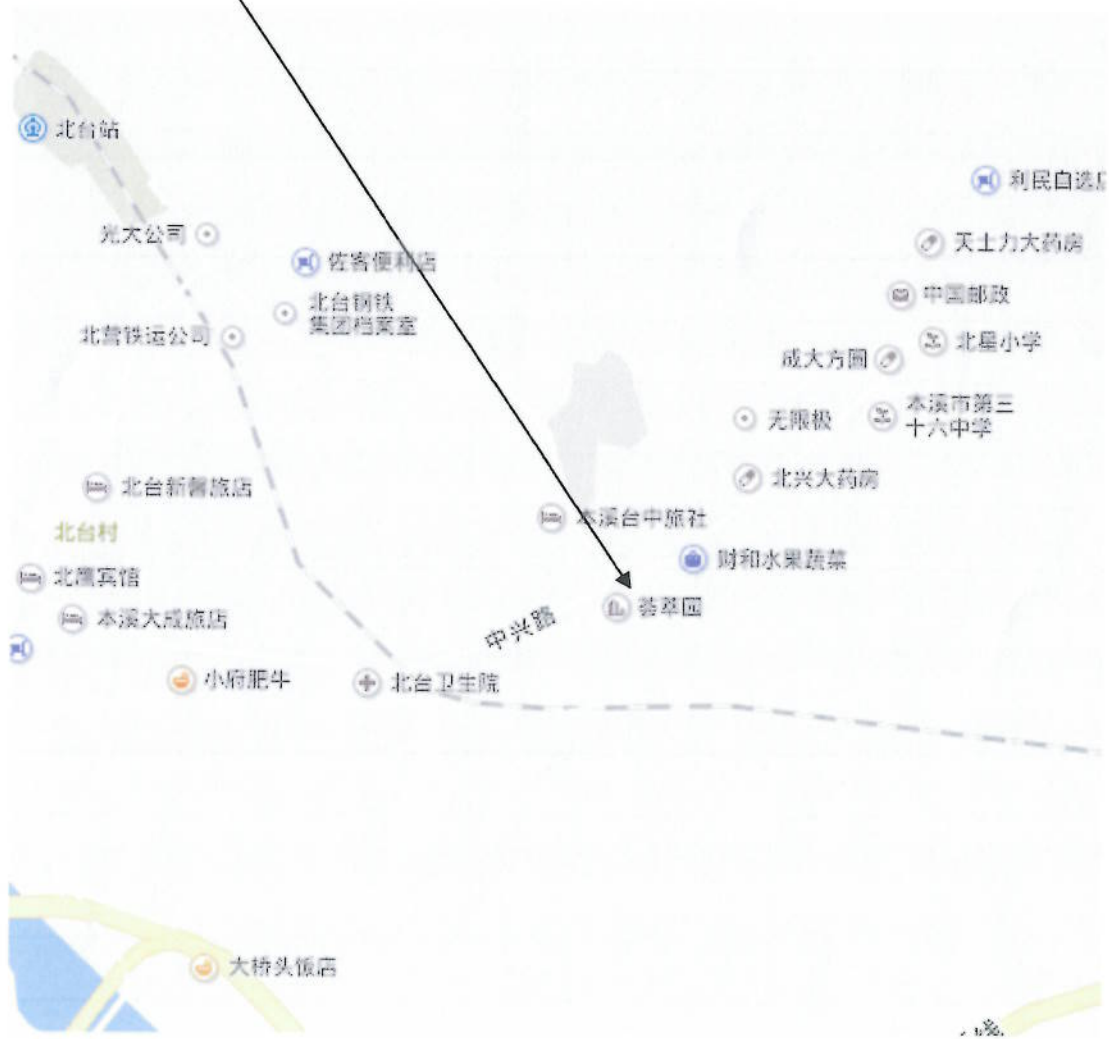 北台站
利民自选店
光大公司
天士力大药房
佐客便利店
中国邮政
北台钢铁
集团档案室
北营铁运公司
北星小学
成大方圆
本溪市第三
十六中学
无限极
北兴大药房
北台新馨旅店
本溪台中旅社
北台村
财和水果蔬菜
北鹰宾馆
荟萃园
本溪大成旅店
中兴路
小府肥牛
北台卫生院
大桥头饭店
线